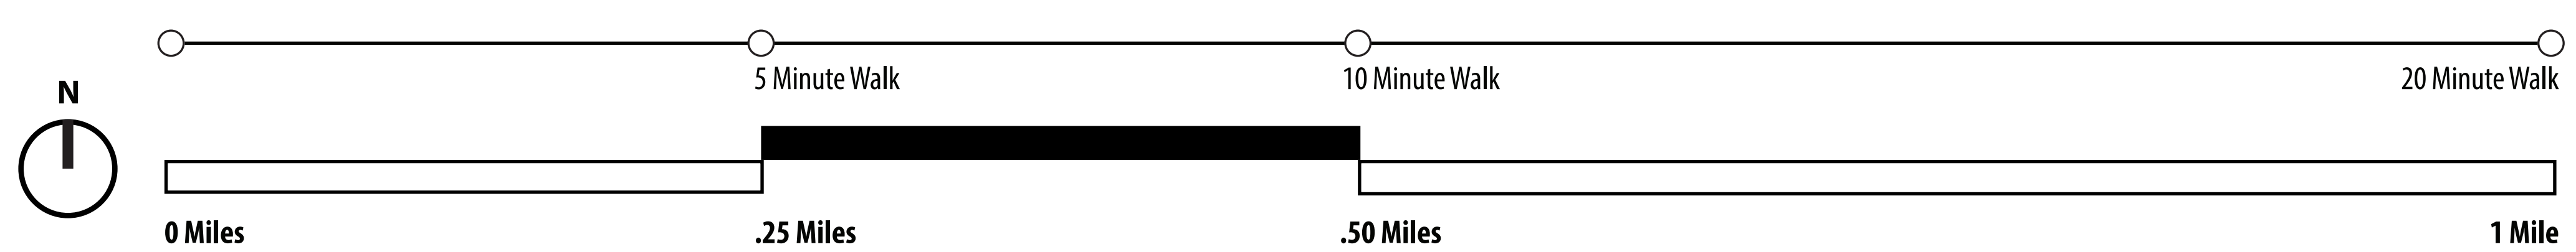 5 Minute Walk
10 Minute Walk
20 Minute Walk
N
0 Miles
.25 Miles
.50 Miles
1 Mile